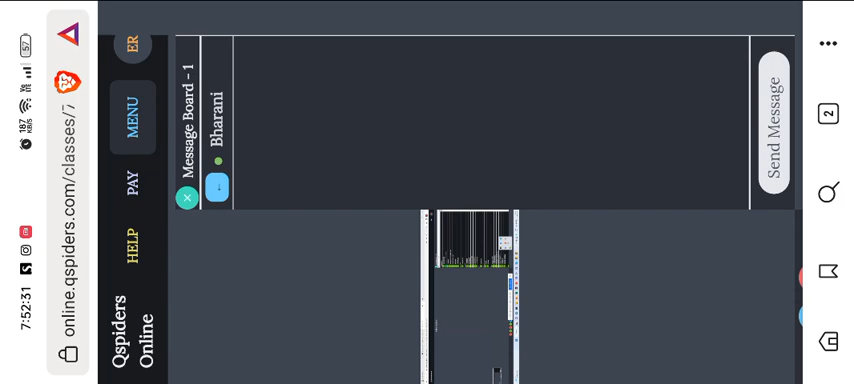 7:52:31
187
KB/S
57
online.qspiders.com/classes/7
Qspiders
Online
HELP
PAY
MENU
ER
Message Board - 1
Bharani
Send Message
2